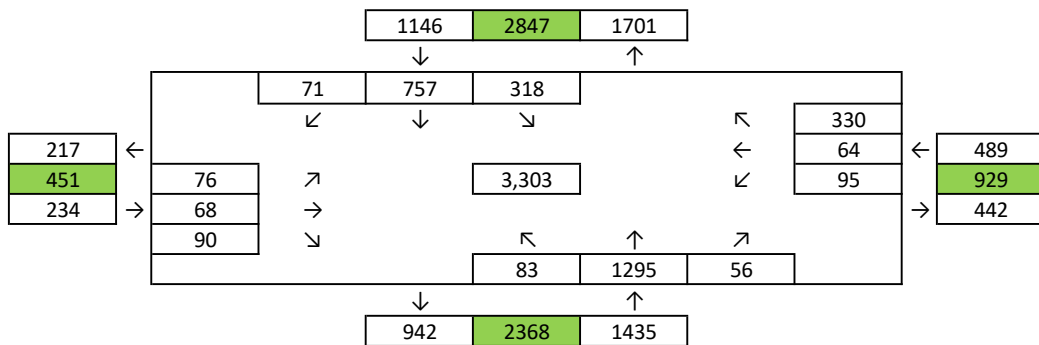 1146 2847 1701
↓ ↑
71 757 318
↙ ↓ ↘ ↖ 330
217 ← ← 64 ← 489
451 76 ↗ 3,303 ↙ 95 929
234 → 68 → → 442
90 ↘ ↖ ↑ ↗
83 1295 56
↓ ↑
942 2368 1435